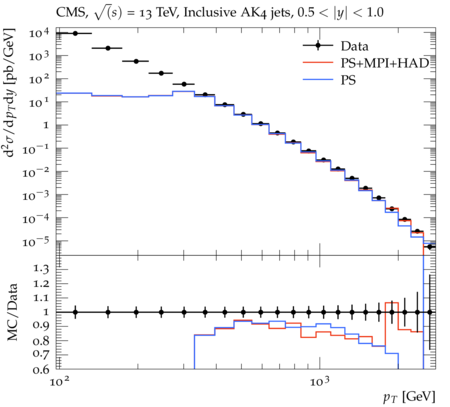 CMS, √(s) = 13 TeV, Inclusive AK4 jets, 0.5 < |y| < 1.0
d²σ/dp_T dy [pb/GeV]
10⁴
10³
10²
10¹
1
10⁻¹
10⁻²
10⁻³
10⁻⁴
10⁻⁵
Data
PS+MPI+HAD
PS
MC/Data
1.3
1.2
1.1
1
0.9
0.8
0.7
0.6
10² 10³
p_T [GeV]